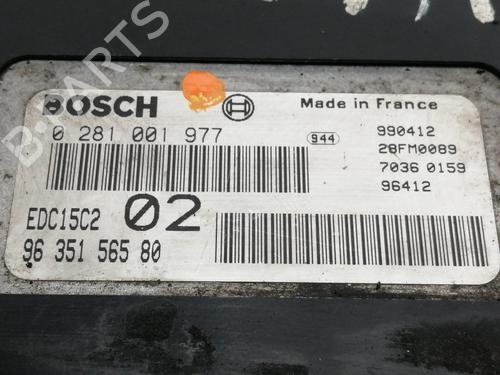 BOSCH
Made in France
0 281 001 977
944
990412
28FM0089
7036 0159
96412
EDC15C2 02
96 351 565 80
B-PARTS